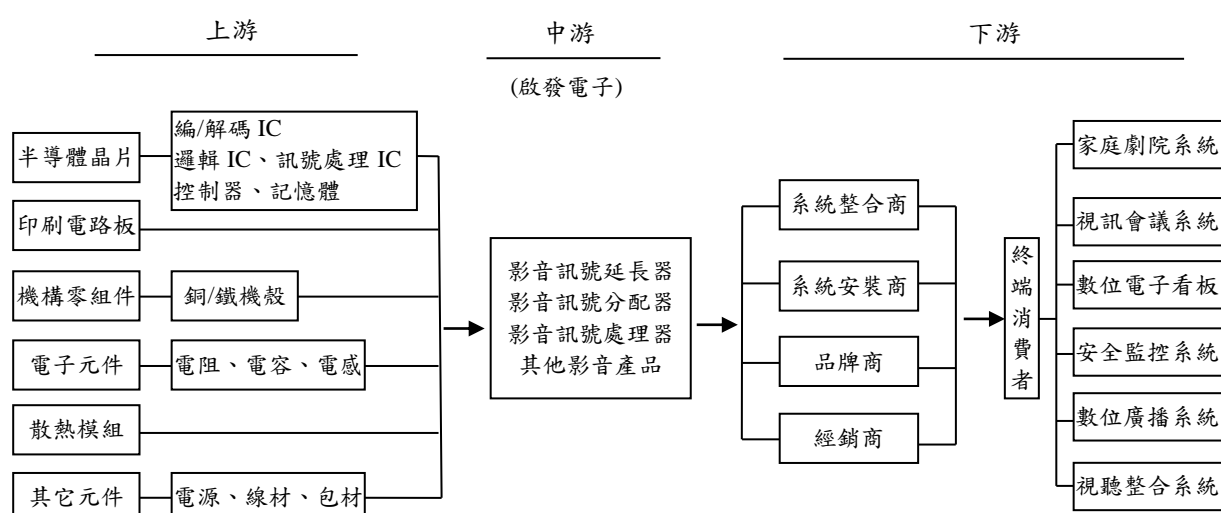 上游
中游
下游
(啟發電子)
半導體晶片
編/解碼 IC
邏輯 IC、訊號處理 IC
控制器、記憶體
印刷電路板
機構零組件
銅/鐵機殼
電子元件
電阻、電容、電感
散熱模組
其它元件
電源、線材、包材
影音訊號延長器
影音訊號分配器
影音訊號處理器
其他影音產品
系統整合商
系統安裝商
品牌商
經銷商
終端消費者
家庭劇院系統
視訊會議系統
數位電子看板
安全監控系統
數位廣播系統
視聽整合系統